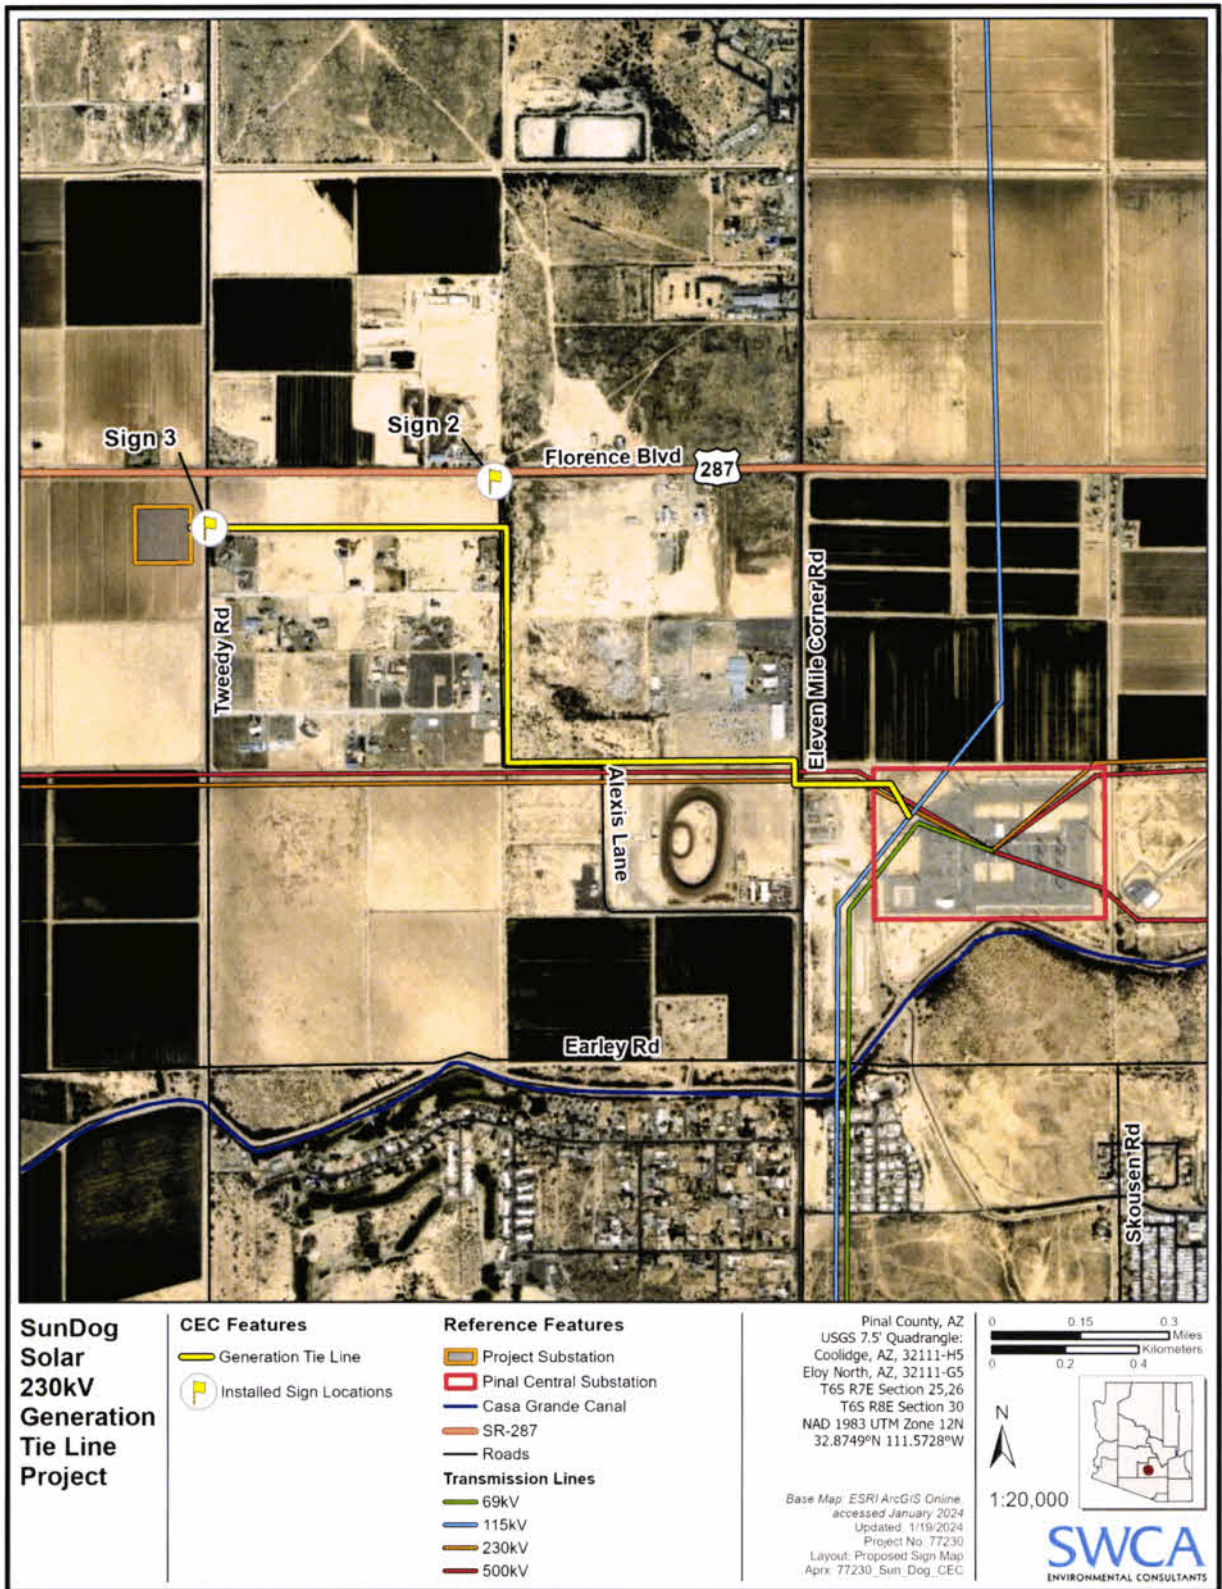 Sign 3
Sign 2
Florence Blvd
287
Tweedy Rd
Eleven Mile Corner Rd
Alexis Lane
Earley Rd
Skousen Rd
SunDog
Solar
230kV
Generation
Tie Line
Project
CEC Features
Generation Tie Line
Installed Sign Locations
Reference Features
Project Substation
Pinal Central Substation
Casa Grande Canal
SR-287
Roads
Transmission Lines
69kV
115kV
230kV
500kV
Pinal County, AZ
USGS 7.5' Quadrangle:
Coolidge, AZ, 32111-H5
Eloy North, AZ, 32111-G5
T6S R7E Section 25,26
T6S R8E Section 30
NAD 1983 UTM Zone 12N
32.8749°N 111.5728°W
Base Map: ESRI ArcGIS Online,
accessed January 2024
Updated: 1/19/2024
Project No. 77230
Layout: Proposed Sign Map
Aprx: 77230_Sun_Dog_CEC
0 0.15 0.3
Miles
Kilometers
0 0.2 0.4
N
1:20,000
SWCA
ENVIRONMENTAL CONSULTANTS